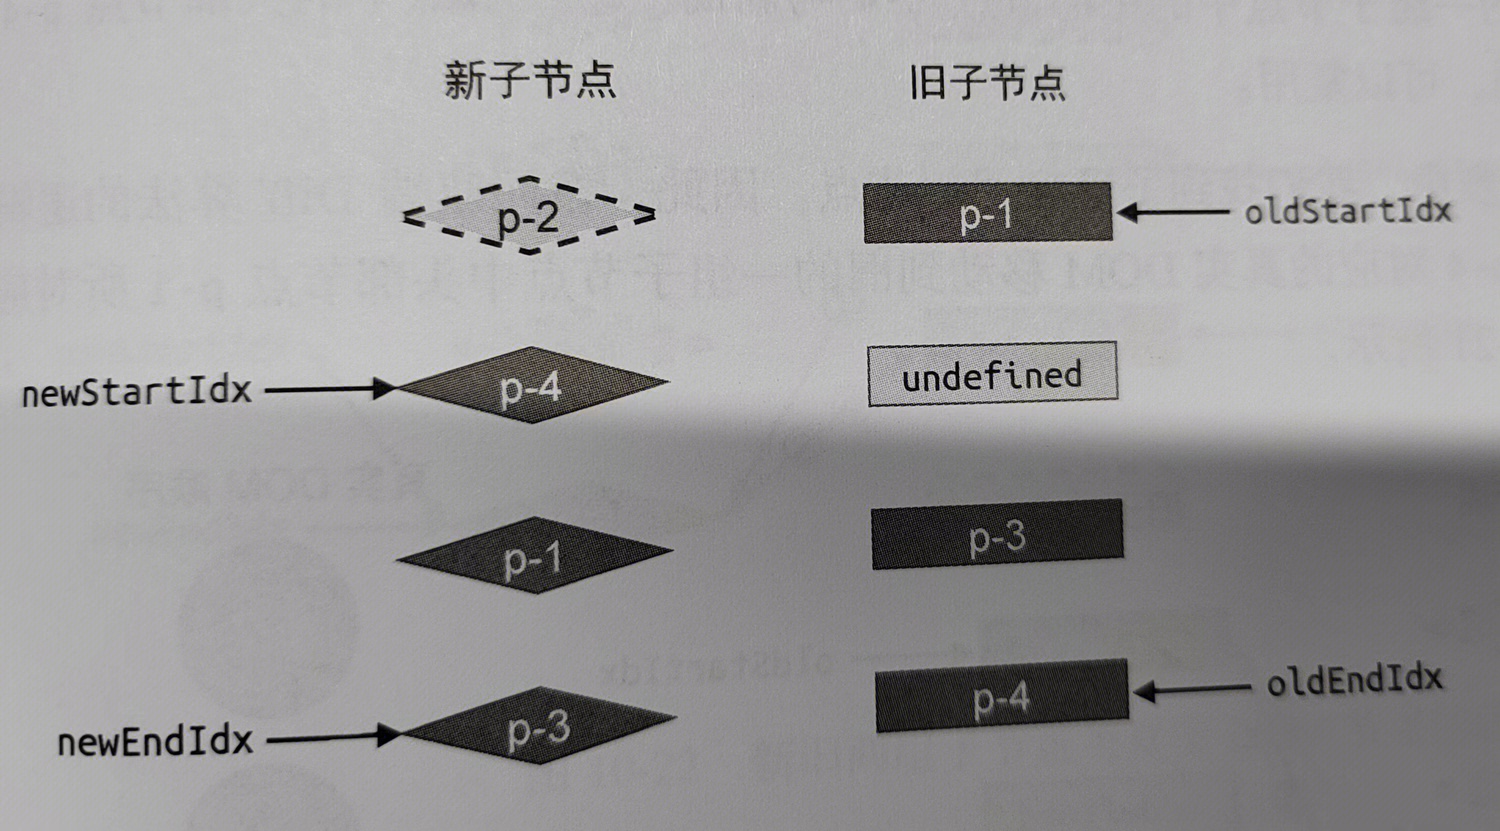 新子节点 旧子节点
p-2 p-1 oldStartIdx
newStartIdx p-4 undefined
p-1 p-3
newEndIdx p-3 p-4 oldEndIdx